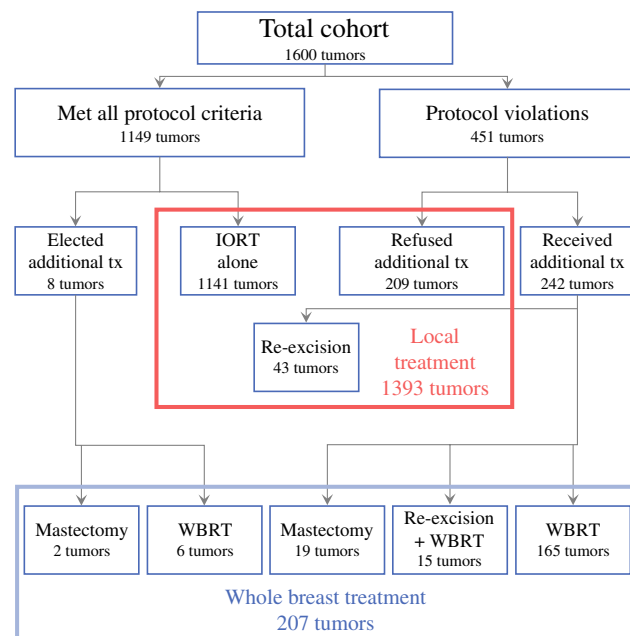 Total cohort
1600 tumors
Met all protocol criteria
1149 tumors
Protocol violations
451 tumors
Elected
additional tx
8 tumors
IORT
alone
1141 tumors
Refused
additional tx
209 tumors
Received
additional tx
242 tumors
Re-excision
43 tumors
Local
treatment
1393 tumors
Mastectomy
2 tumors
WBRT
6 tumors
Mastectomy
19 tumors
Re-excision
+ WBRT
15 tumors
WBRT
165 tumors
Whole breast treatment
207 tumors